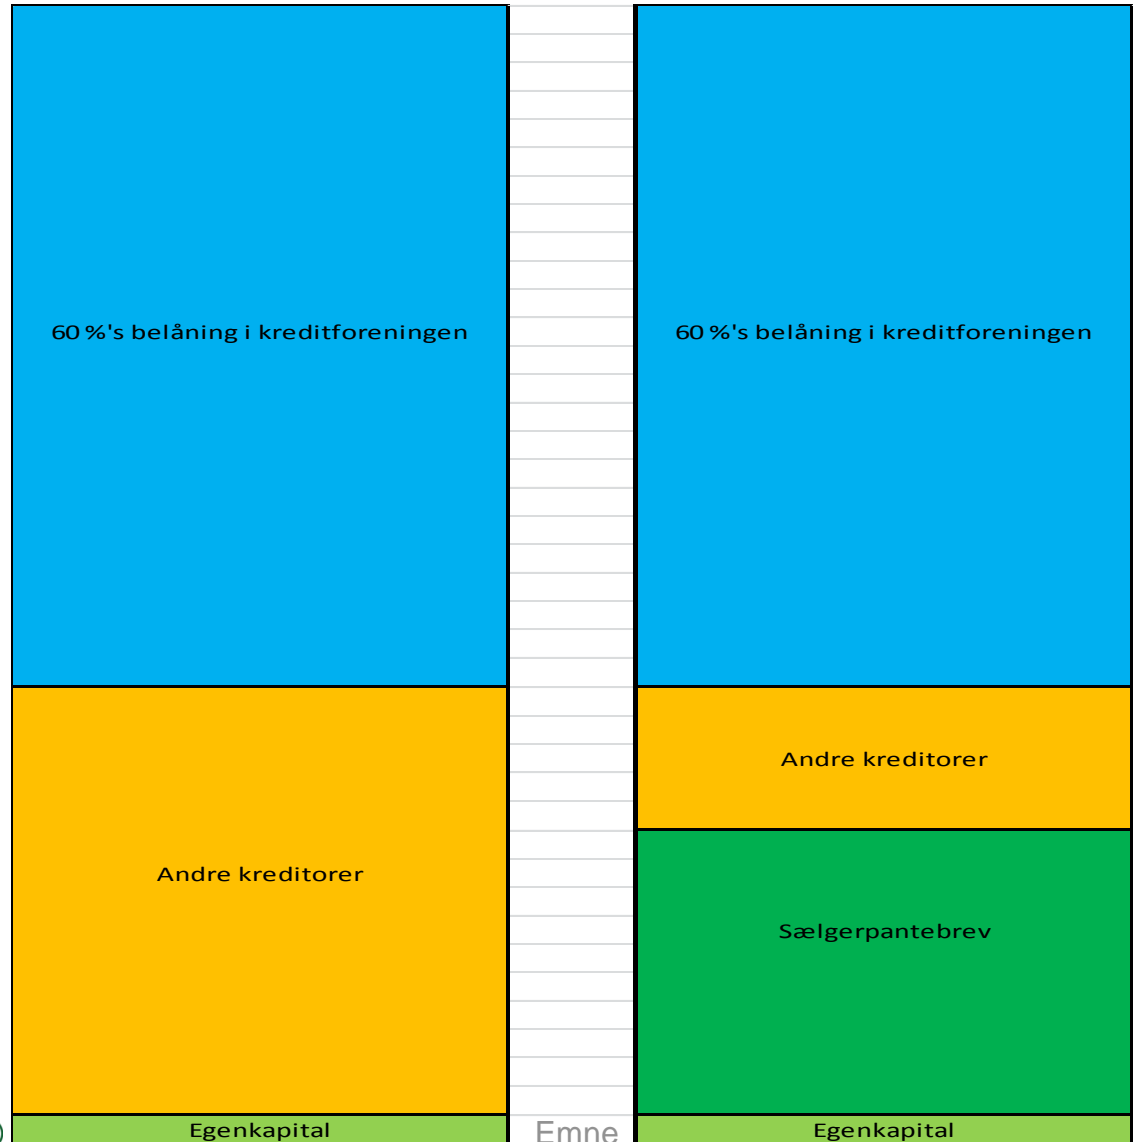 60 %'s belåning i kreditforeningen
Andre kreditorer
Egenkapital
Emne
60 %'s belåning i kreditforeningen
Andre kreditorer
Sælgerpantebrev
Egenkapital